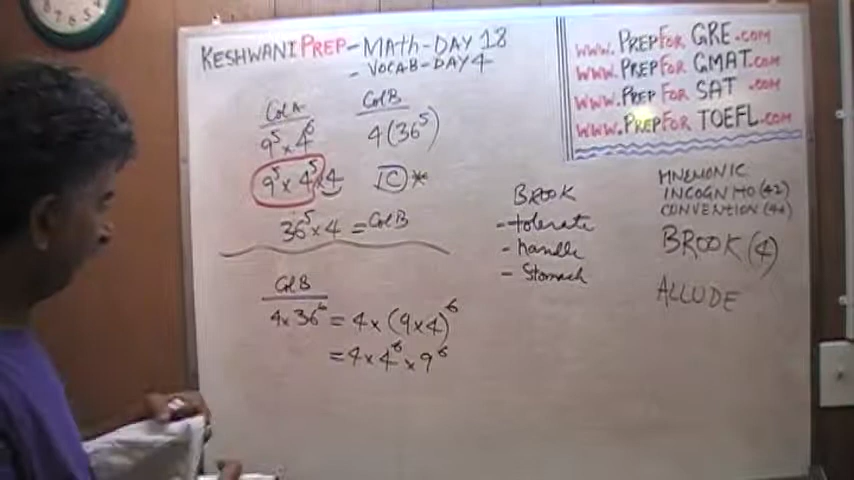 KESHWANI PREP - MATH - DAY 18
- VOCAB - DAY 4
Col A
Col B
9⁵ × 4⁶
4(36⁵)
9⁵ × 4⁵ × 4
[C] *
36⁵ × 4 = Col B
Col B
4 × 36⁶ = 4 × (9 × 4)⁶
= 4 × 4⁶ × 9⁶
www.PREPFOR GRE.com
www.PREPFOR GMAT.com
www.PREPFOR SAT.com
www.PREPFOR TOEFL.com
BROOK
- tolerate
- handle
- Stomach
MNEMONIC
INCOGNITO (42)
CONVENTION (44)
BROOK (4)
ALLUDE